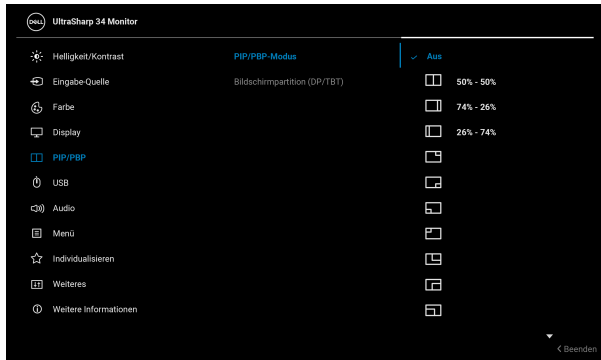 DELL UltraSharp 34 Monitor
Helligkeit/Kontrast PIP/PBP-Modus Aus
Eingabe-Quelle Bildschirmpartition (DP/TBT) 50% - 50%
Farbe 74% - 26%
Display 26% - 74%
PIP/PBP
USB
Audio
Menü
Individualisieren
Weiteres
Weitere Informationen
Beenden